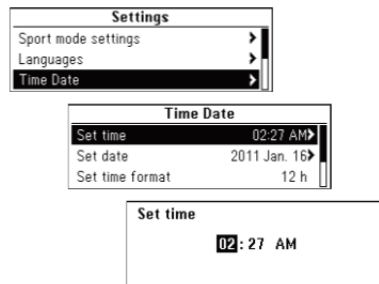 Settings
Sport mode settings
Languages
Time Date
Time Date
Set time 02:27 AM
Set date 2011 Jan. 16
Set time format 12 h
Set time
02: 27 AM